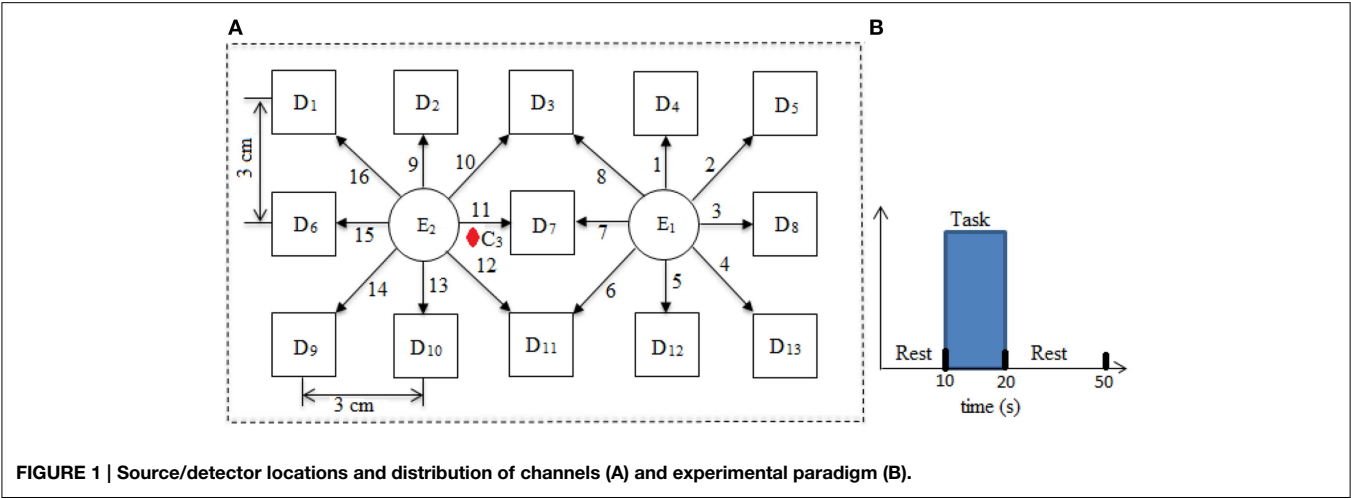 A
B
D1 D2 D3 D4 D5
3 cm
16 9 10 8 1 2
D6 15 E2 11 D7 7 E1 3 D8
C3
14 13 12 6 5 4
D9 D10 D11 D12 D13
3 cm
Task
Rest Rest
10 20 50
time (s)
FIGURE 1 | Source/detector locations and distribution of channels (A) and experimental paradigm (B).